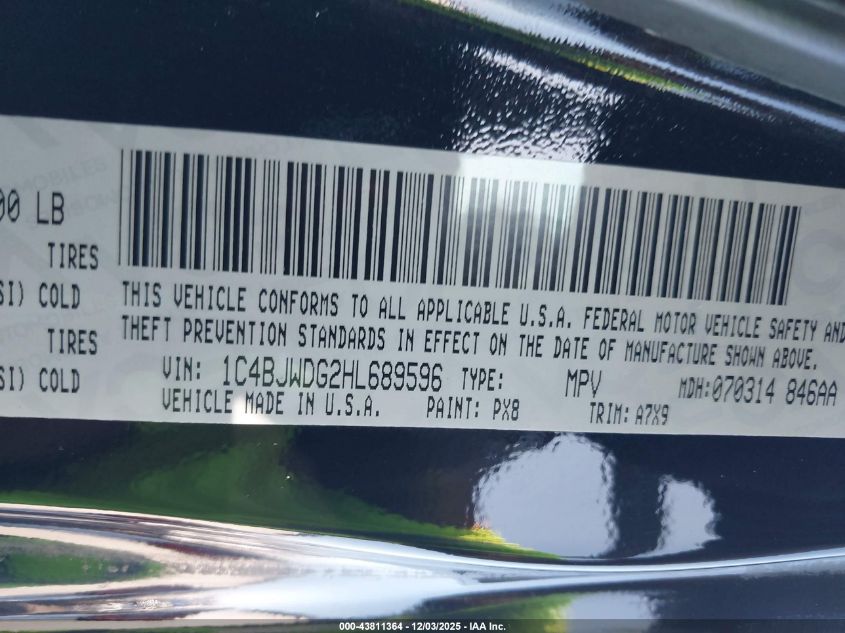 00 LB
TIRES
SI) COLD
TIRES
SI) COLD
THIS VEHICLE CONFORMS TO ALL APPLICABLE U.S.A. FEDERAL MOTOR VEHICLE SAFETY AND
THEFT PREVENTION STANDARDS IN EFFECT ON THE DATE OF MANUFACTURE SHOWN ABOVE.
VIN: 1C4BJWDG2HL689596 TYPE: MPV MDH:070314 846AA
VEHICLE MADE IN U.S.A. PAINT: PX8 TRIM: A7X9
000-43811364 - 12/03/2025 - IAA Inc.